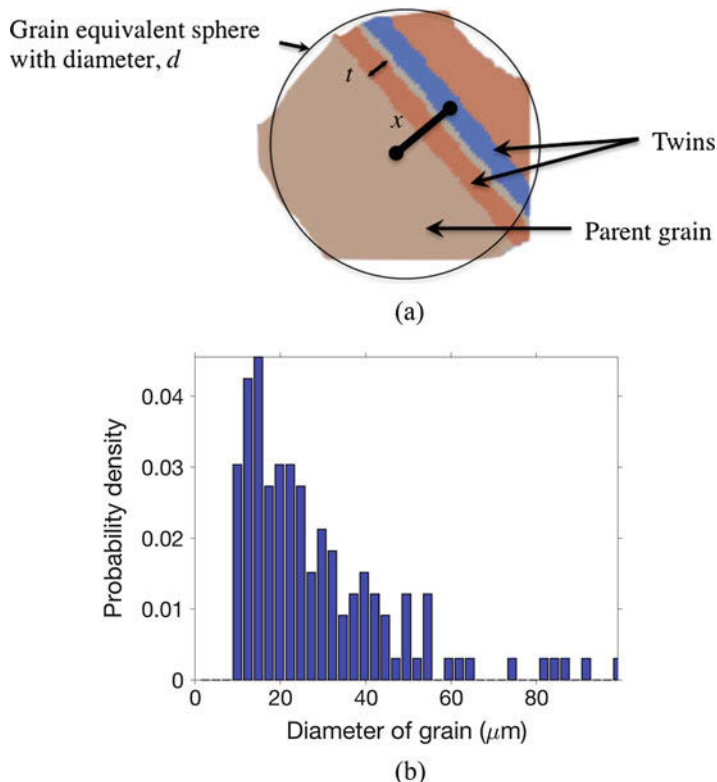 Grain equivalent sphere
with diameter, d
t
x
Twins
Parent grain
(a)
0.04
0.03
0.02
0.01
0
Probability density
0 20 40 60 80
Diameter of grain (μm)
(b)